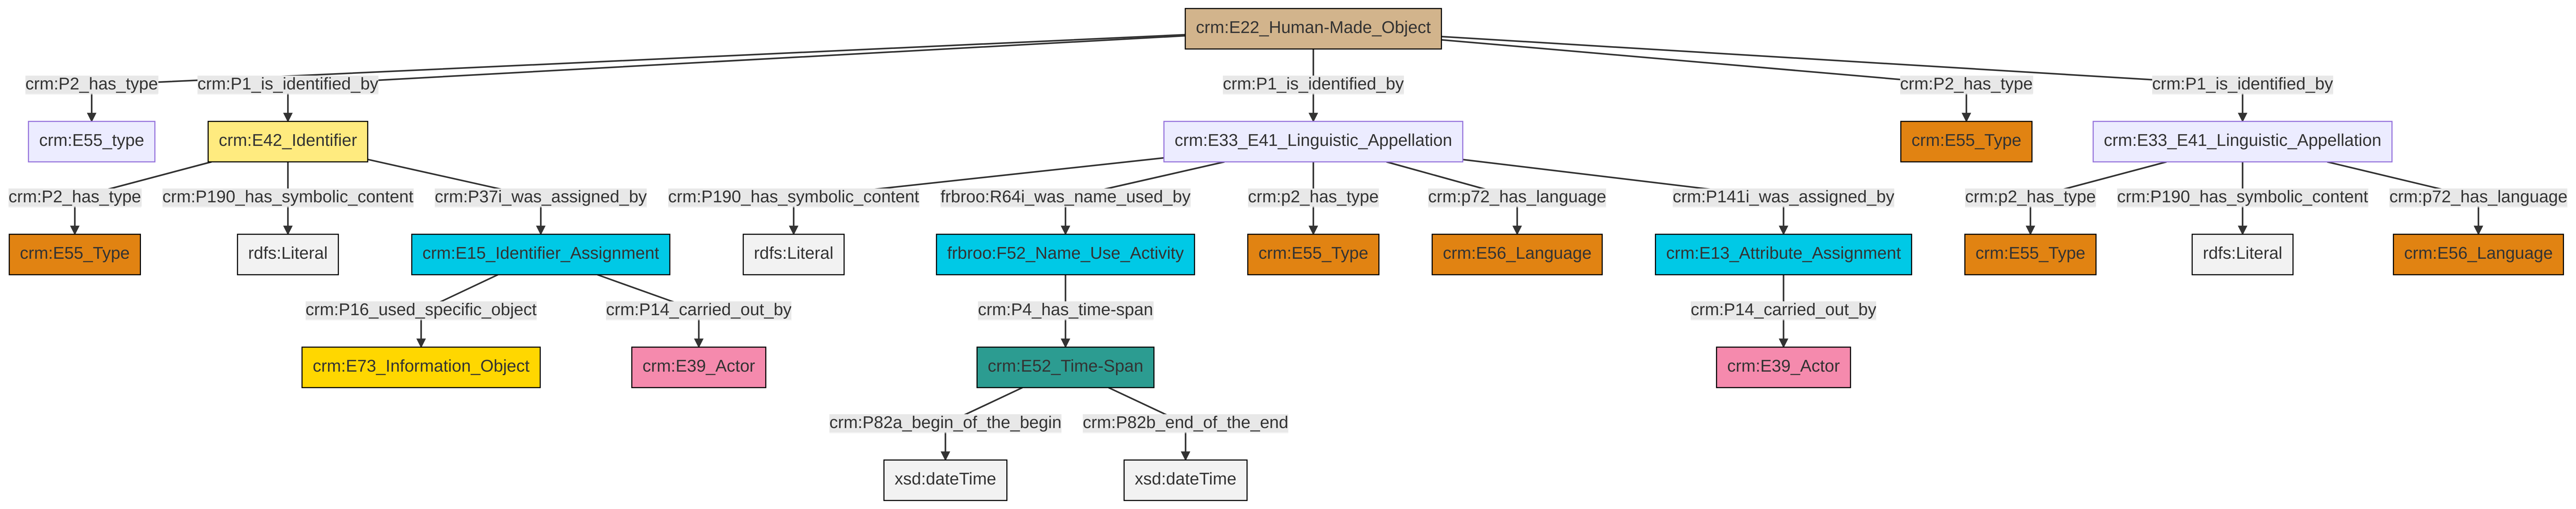 crm:E22_Human-Made_Object
crm:P2_has_type
crm:P1_is_identified_by
crm:P1_is_identified_by
crm:P2_has_type
crm:P1_is_identified_by
crm:E55_type
crm:E42_Identifier
crm:E33_E41_Linguistic_Appellation
crm:E55_Type
crm:E33_E41_Linguistic_Appellation
crm:P2_has_type
crm:P190_has_symbolic_content
crm:P37i_was_assigned_by
crm:P190_has_symbolic_content
frbroo:R64i_was_name_used_by
crm:p2_has_type
crm:p72_has_language
crm:P141i_was_assigned_by
crm:p2_has_type
crm:P190_has_symbolic_content
crm:p72_has_language
crm:E55_Type
rdfs:Literal
crm:E15_Identifier_Assignment
rdfs:Literal
frbroo:F52_Name_Use_Activity
crm:E55_Type
crm:E56_Language
crm:E13_Attribute_Assignment
crm:E55_Type
rdfs:Literal
crm:E56_Language
crm:P16_used_specific_object
crm:P14_carried_out_by
crm:P4_has_time-span
crm:P14_carried_out_by
crm:E73_Information_Object
crm:E39_Actor
crm:E52_Time-Span
crm:E39_Actor
crm:P82a_begin_of_the_begin
crm:P82b_end_of_the_end
xsd:dateTime
xsd:dateTime